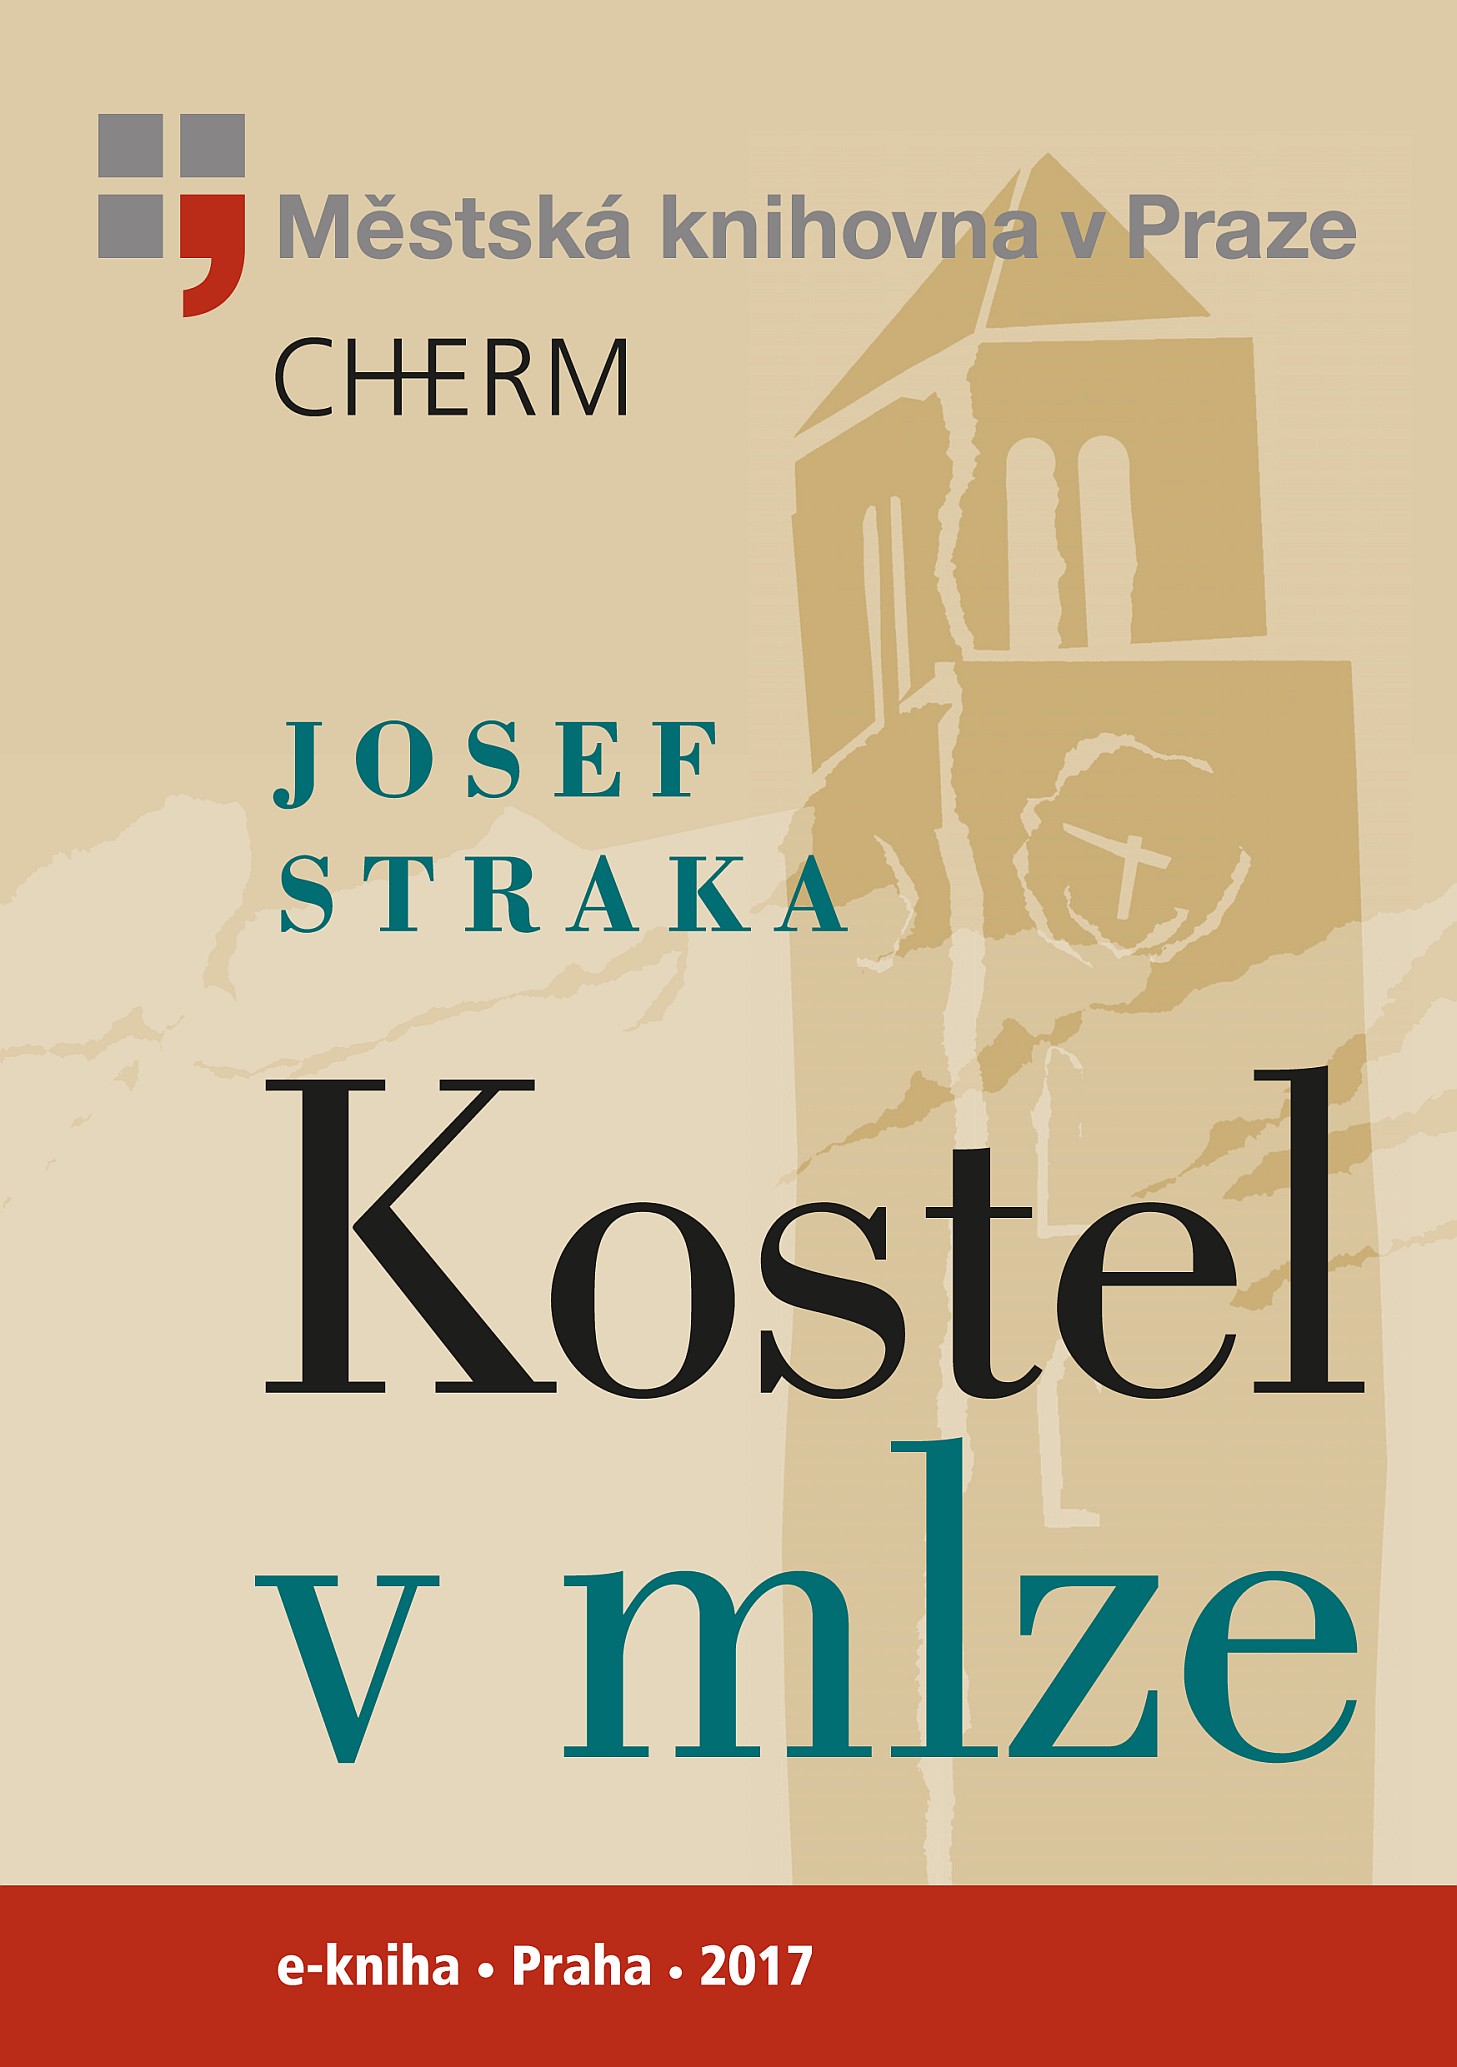 Městská knihovna v Praze
CHERM
JOSEF
STRAKA
Kostel
v mlze
e-kniha • Praha • 2017